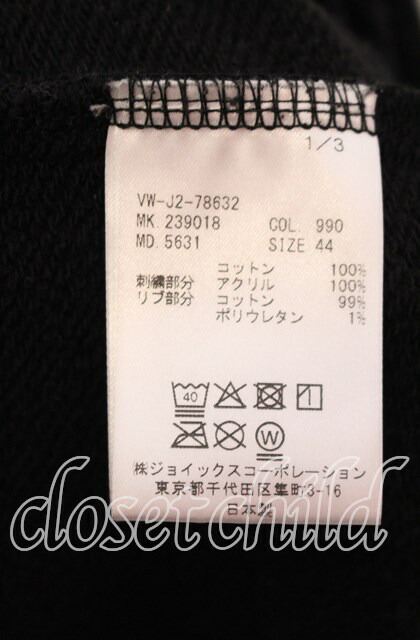 1/3
VW-J2-78632
MK. 239018 COL. 990
MD. 5631 SIZE 44
コットン 100%
刺繍部分 アクリル 100%
リブ部分 コットン 99%
ポリウレタン 1%
40
W
株ジョイックスコーポレーション
東京都千代田区隼町3-16
日本製
closet child